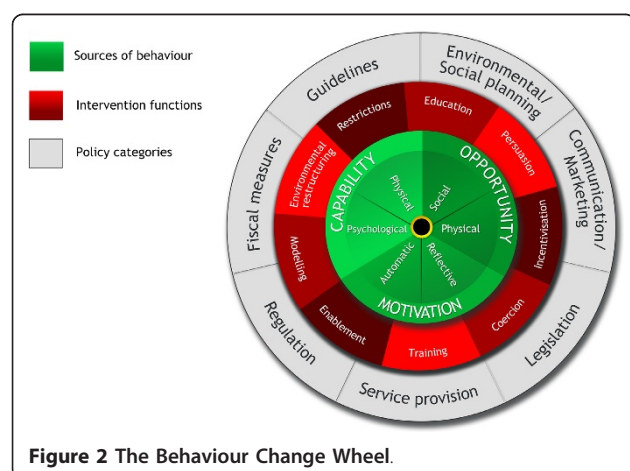 Sources of behaviour
Intervention functions
Policy categories
Guidelines
Environmental/
Social planning
Communication/
Marketing
Legislation
Service provision
Regulation
Fiscal measures
Restrictions
Education
Persuasion
Incentivisation
Coercion
Training
Enablement
Modelling
Environmental
restructuring
CAPABILITY
OPPORTUNITY
MOTIVATION
Physical
Social
Psychological
Physical
Automatic
Reflective
Figure 2 The Behaviour Change Wheel.